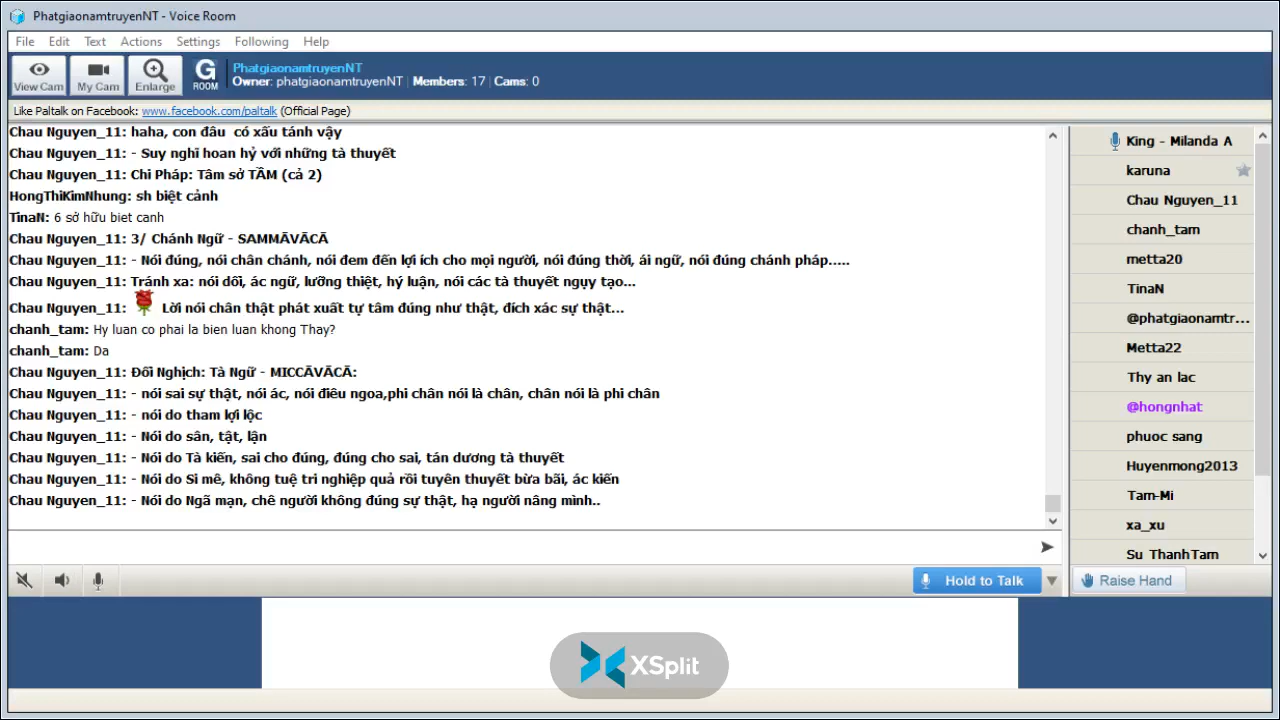 PhatgiaonamtruyenNT - Voice Room
File Edit Text Actions Settings Following Help
View Cam
My Cam
Enlarge
G ROOM
PhatgiaonamtruyenNT
Owner: phatgiaonamtruyenNT Members: 17 Cams: 0
Like Paltalk on Facebook: www.facebook.com/paltalk (Official Page)
Chau Nguyen_11: haha, con đâu có xấu tánh vậy
Chau Nguyen_11: - Suy nghĩ hoan hỷ với những tà thuyết
Chau Nguyen_11: Chi Pháp: Tâm sở TẦM (cả 2)
HongThiKimNhung: sh biệt cảnh
TinaN: 6 sở hữu biet canh
Chau Nguyen_11: 3/ Chánh Ngữ - SAMMĀVĀCĀ
Chau Nguyen_11: - Nói đúng, nói chân chánh, nói đem đến lợi ích cho mọi người, nói đúng thời, ái ngữ, nói đúng chánh pháp.....
Chau Nguyen_11: Tránh xa: nói dối, ác ngữ, lưỡng thiệt, hý luận, nói các tà thuyết ngụy tạo...
Chau Nguyen_11: Lời nói chân thật phát xuất tự tâm đúng như thật, đích xác sự thật...
chanh_tam: Hy luan co phai la bien luan khong Thay?
chanh_tam: Da
Chau Nguyen_11: Đối Nghịch: Tà Ngữ - MICCĀVĀCĀ:
Chau Nguyen_11: - nói sai sự thật, nói ác, nói điêu ngoa,phi chân nói là chân, chân nói là phi chân
Chau Nguyen_11: - nói do tham lợi lộc
Chau Nguyen_11: - Nói do sân, tật, lận
Chau Nguyen_11: - Nói do Tà kiến, sai cho đúng, đúng cho sai, tán dương tà thuyết
Chau Nguyen_11: - Nói do Si mê, không tuệ tri nghiệp quả rồi tuyên thuyết bừa bãi, ác kiến
Chau Nguyen_11: - Nói do Ngã mạn, chê người không đúng sự thật, hạ người nâng mình..
King - Milanda A
karuna
Chau Nguyen_11
chanh_tam
metta20
TinaN
@phatgiaonamtr...
Metta22
Thy an lac
@hongnhat
phuoc sang
Huyenmong2013
Tam-Mi
xa_xu
Su ThanhTam
Hold to Talk
Raise Hand
XSplit